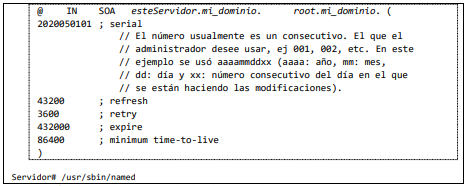 @ IN SOA esteServidor.mi_dominio. root.mi_dominio. (
2020050101 ; serial
// El número usualmente es un consecutivo. El que el
// administrador desee usar, ej 001, 002, etc. En este
// ejemplo se usó aaaammddxx (aaaa: año, mm: mes,
// dd: día y xx: número consecutivo del día en el que
// se están haciendo las modificaciones).
43200 ; refresh
3600 ; retry
432000 ; expire
86400 ; minimum time-to-live
)
Servidor# /usr/sbin/named